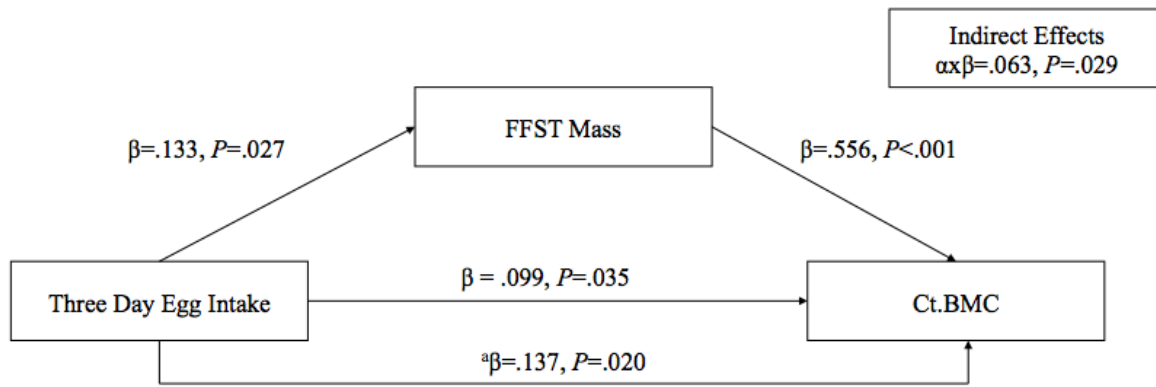 Indirect Effects
αxβ=.063, P=.029
FFST Mass
β=.133, P=.027
β=.556, P<.001
Three Day Egg Intake
β = .099, P=.035
Ct.BMC
ᵃβ=.137, P=.020